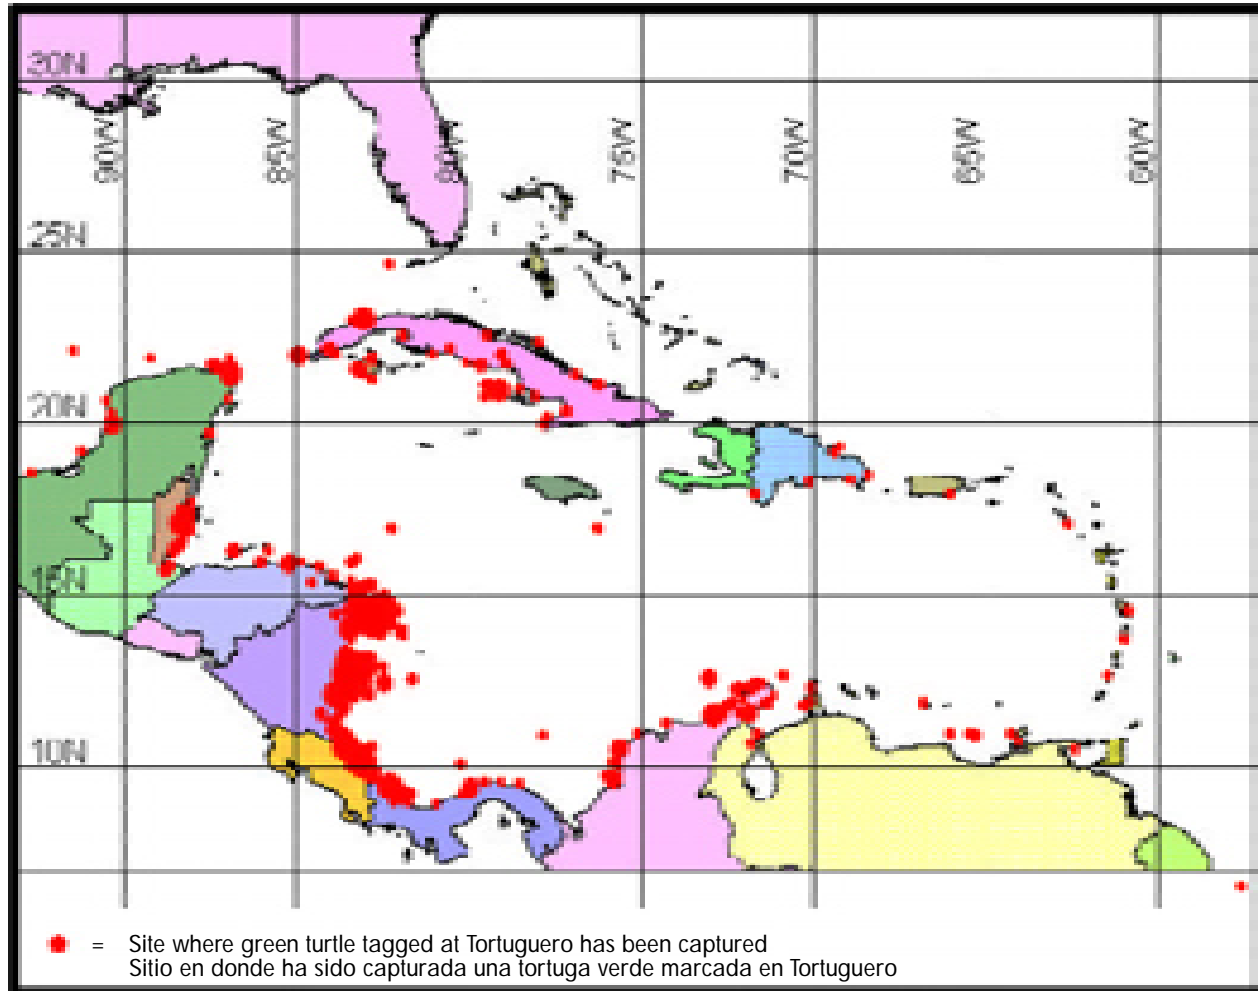 30N
90W
85W
80W
75W
70W
65W
60W
25N
20N
15N
10N
= Site where green turtle tagged at Tortuguero has been captured
Sitio en donde ha sido capturada una tortuga verde marcada en Tortuguero